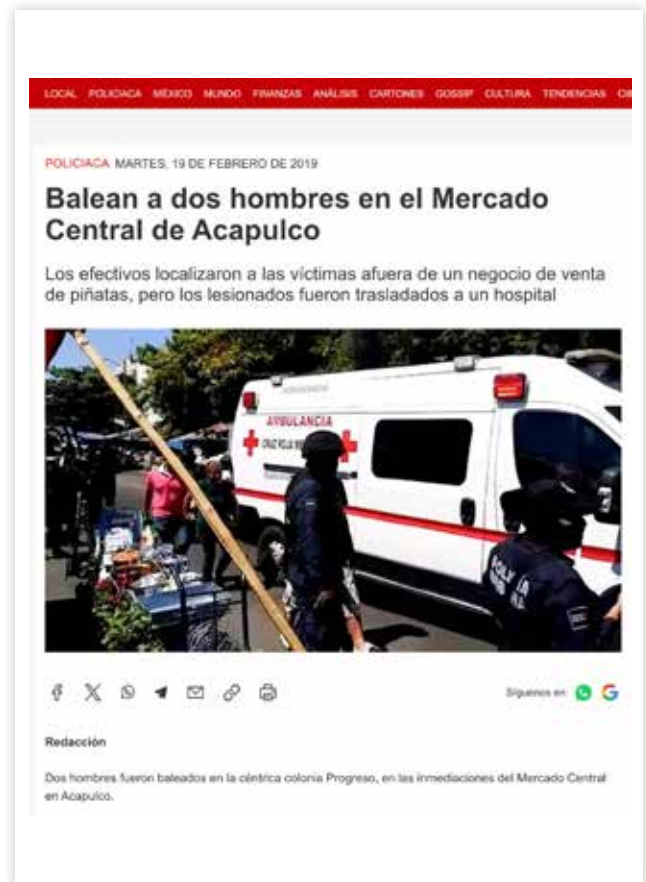 LOCAL POLICIACA MÉXICO MUNDO FINANZAS ANÁLISIS CARTONES GOSSIP CULTURA TENDENCIAS
POLICIACA MARTES, 19 DE FEBRERO DE 2019
Balean a dos hombres en el Mercado
Central de Acapulco
Los efectivos localizaron a las víctimas afuera de un negocio de venta
de piñatas, pero los lesionados fueron trasladados a un hospital
AMBULANCIA
CRUZ ROJA
POLICÍA
Síguenos en:
Redacción
Dos hombres fueron baleados en la céntrica colonia Progreso, en las inmediaciones del Mercado Central
en Acapulco.